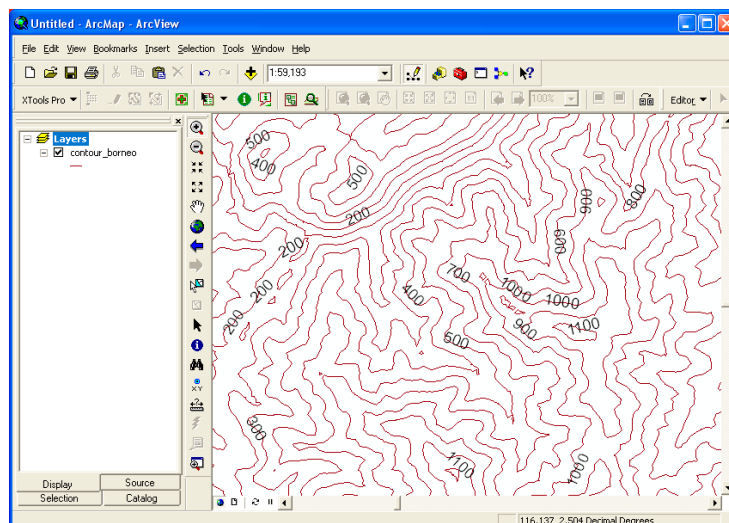 Untitled - ArcMap - ArcView
File Edit View Bookmarks Insert Selection Tools Window Help
1:59,193
XTools Pro 100% Editor
Layers
contour_borneo
500
400
500
200
200
200
200
300
400
700
500
600
900
800
1000
1000
900
1100
1100
1000
Display Source
Selection Catalog
116.137 2.504 Decimal Degrees